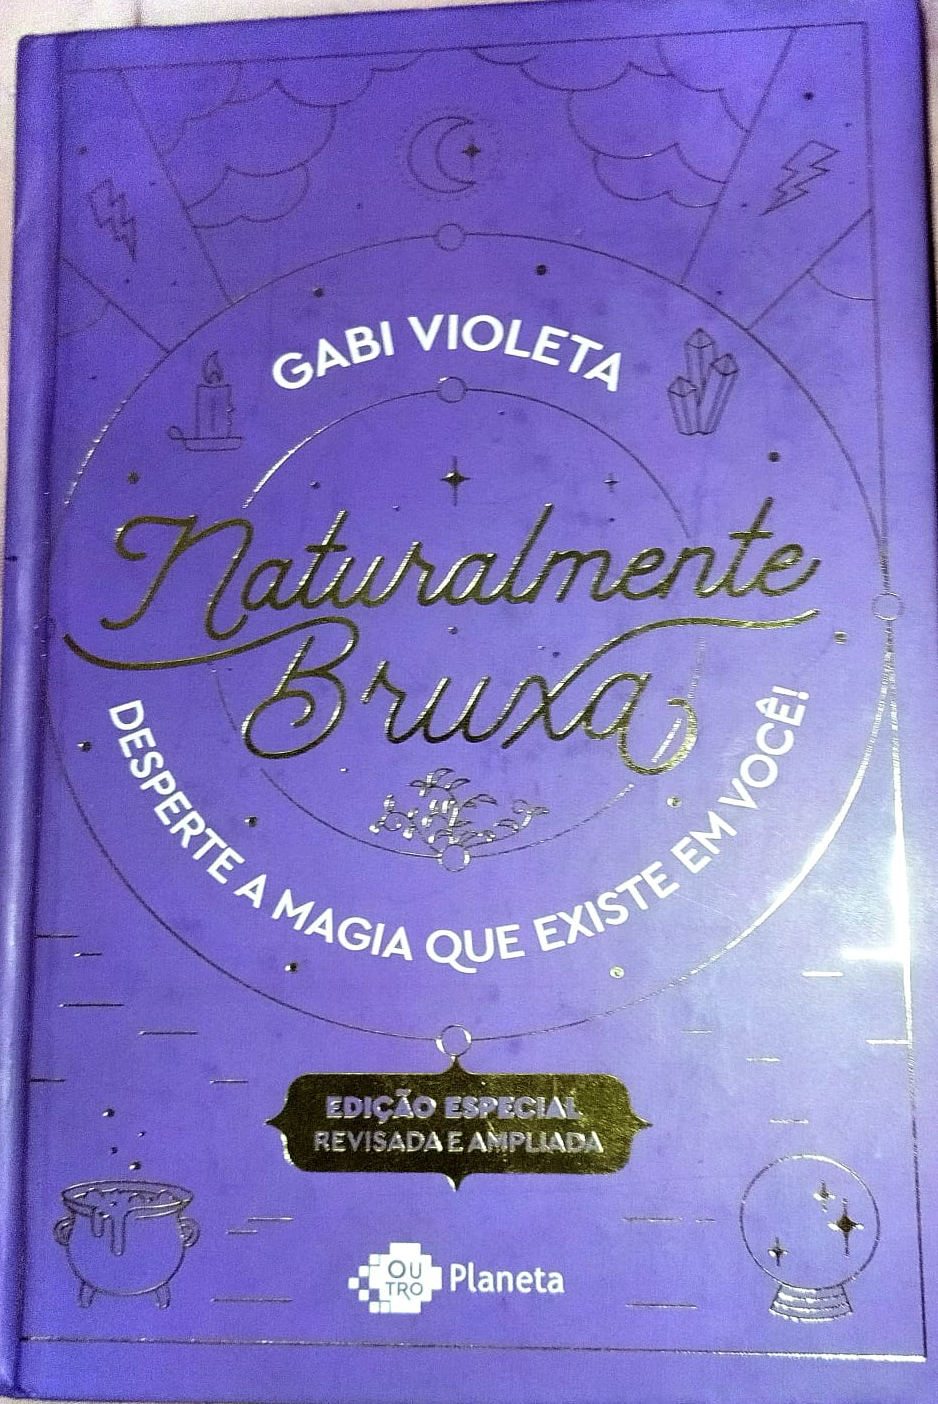 GABI VIOLETA
Naturalmente
Bruxa
DESPERTE A MAGIA QUE EXISTE EM VOCÊ!
EDIÇÃO ESPECIAL
REVISADA E AMPLIADA
OU
TRO
Planeta